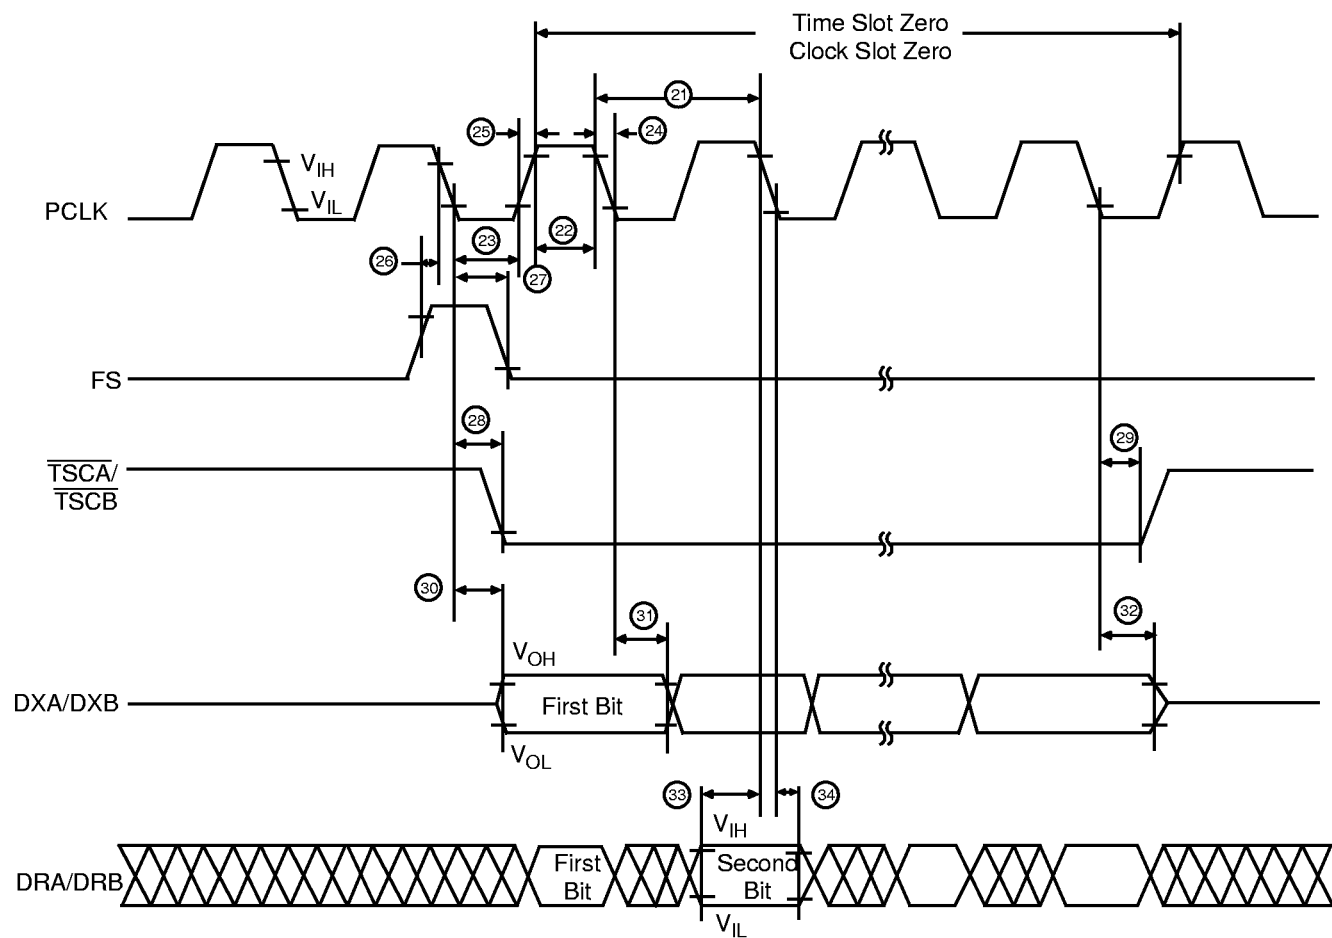 Time Slot Zero
Clock Slot Zero
21
25
24
VIH
VIL
PCLK
22
23
26
27
FS
28
29
TSCA/
TSCB
30
31
32
VOH
DXA/DXB
First Bit
VOL
33
34
VIH
DRA/DRB
First
Bit
Second
Bit
VIL